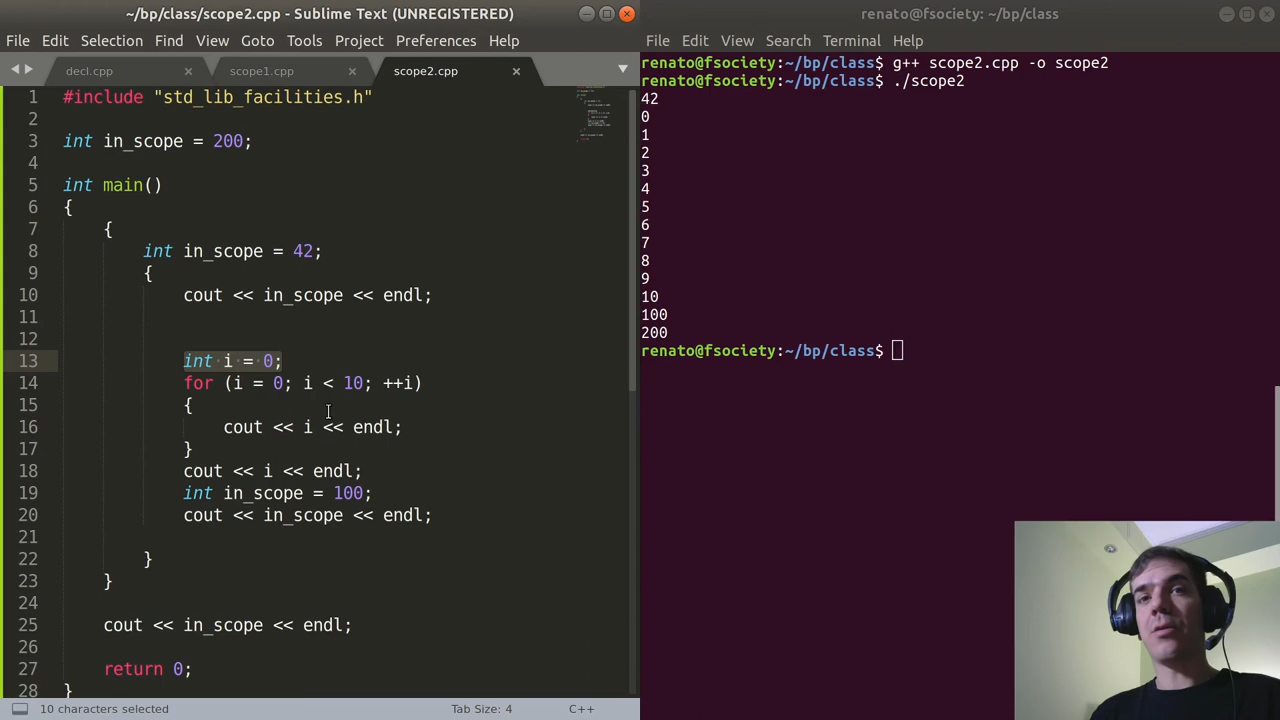 ~/bp/class/scope2.cpp - Sublime Text (UNREGISTERED)
File Edit Selection Find View Goto Tools Project Preferences Help
decl.cpp scope1.cpp scope2.cpp
1 #include "std_lib_facilities.h"
2
3 int in_scope = 200;
4
5 int main()
6 {
7 {
8 int in_scope = 42;
9 {
10 cout << in_scope << endl;
11
12
13 int i = 0;
14 for (i = 0; i < 10; ++i)
15 {
16 cout << i << endl;
17 }
18 cout << i << endl;
19 int in_scope = 100;
20 cout << in_scope << endl;
21
22 }
23 }
24
25 cout << in_scope << endl;
26
27 return 0;
28 }
10 characters selected Tab Size: 4 C++
renato@fsociety: ~/bp/class
File Edit View Search Terminal Help
renato@fsociety:~/bp/class$ g++ scope2.cpp -o scope2
renato@fsociety:~/bp/class$ ./scope2
42
0
1
2
3
4
5
6
7
8
9
10
100
200
renato@fsociety:~/bp/class$